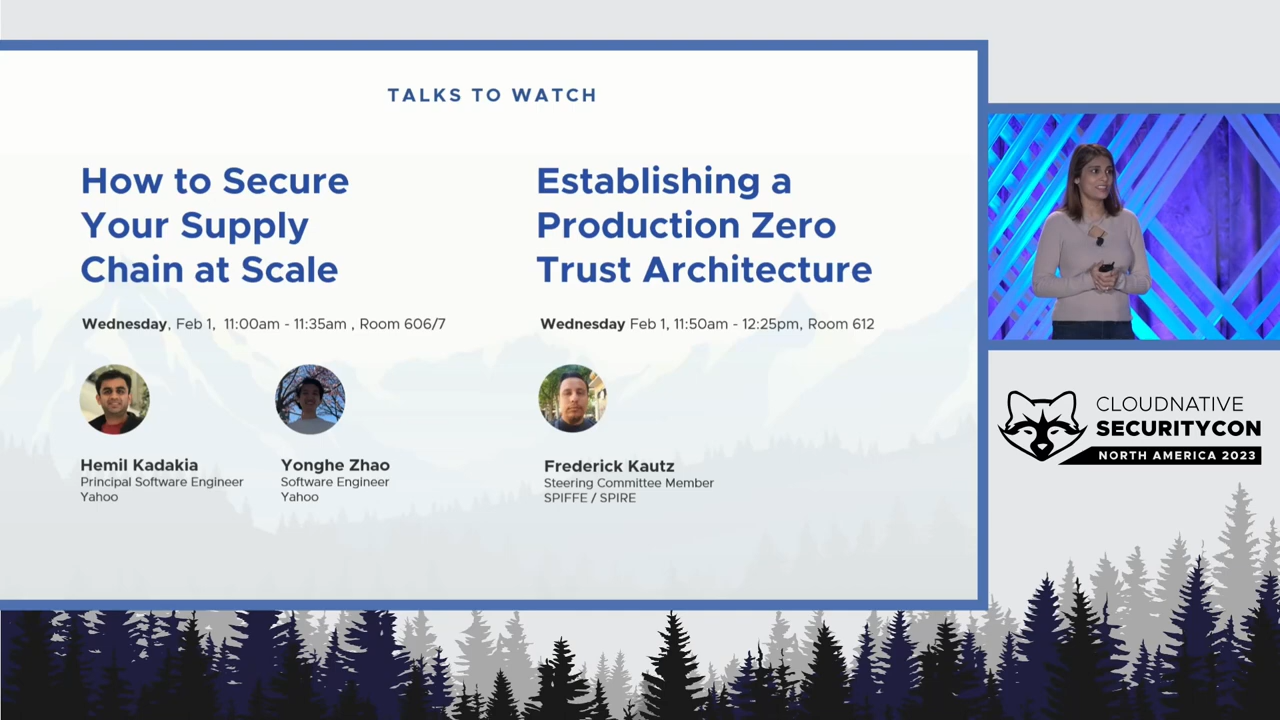 TALKS TO WATCH
How to Secure
Your Supply
Chain at Scale
Wednesday, Feb 1, 11:00am - 11:35am , Room 606/7
Hemil Kadakia
Principal Software Engineer
Yahoo
Yonghe Zhao
Software Engineer
Yahoo
Establishing a
Production Zero
Trust Architecture
Wednesday Feb 1, 11:50am - 12:25pm, Room 612
Frederick Kautz
Steering Committee Member
SPIFFE / SPIRE
CLOUDNATIVE
SECURITYCON
NORTH AMERICA 2023